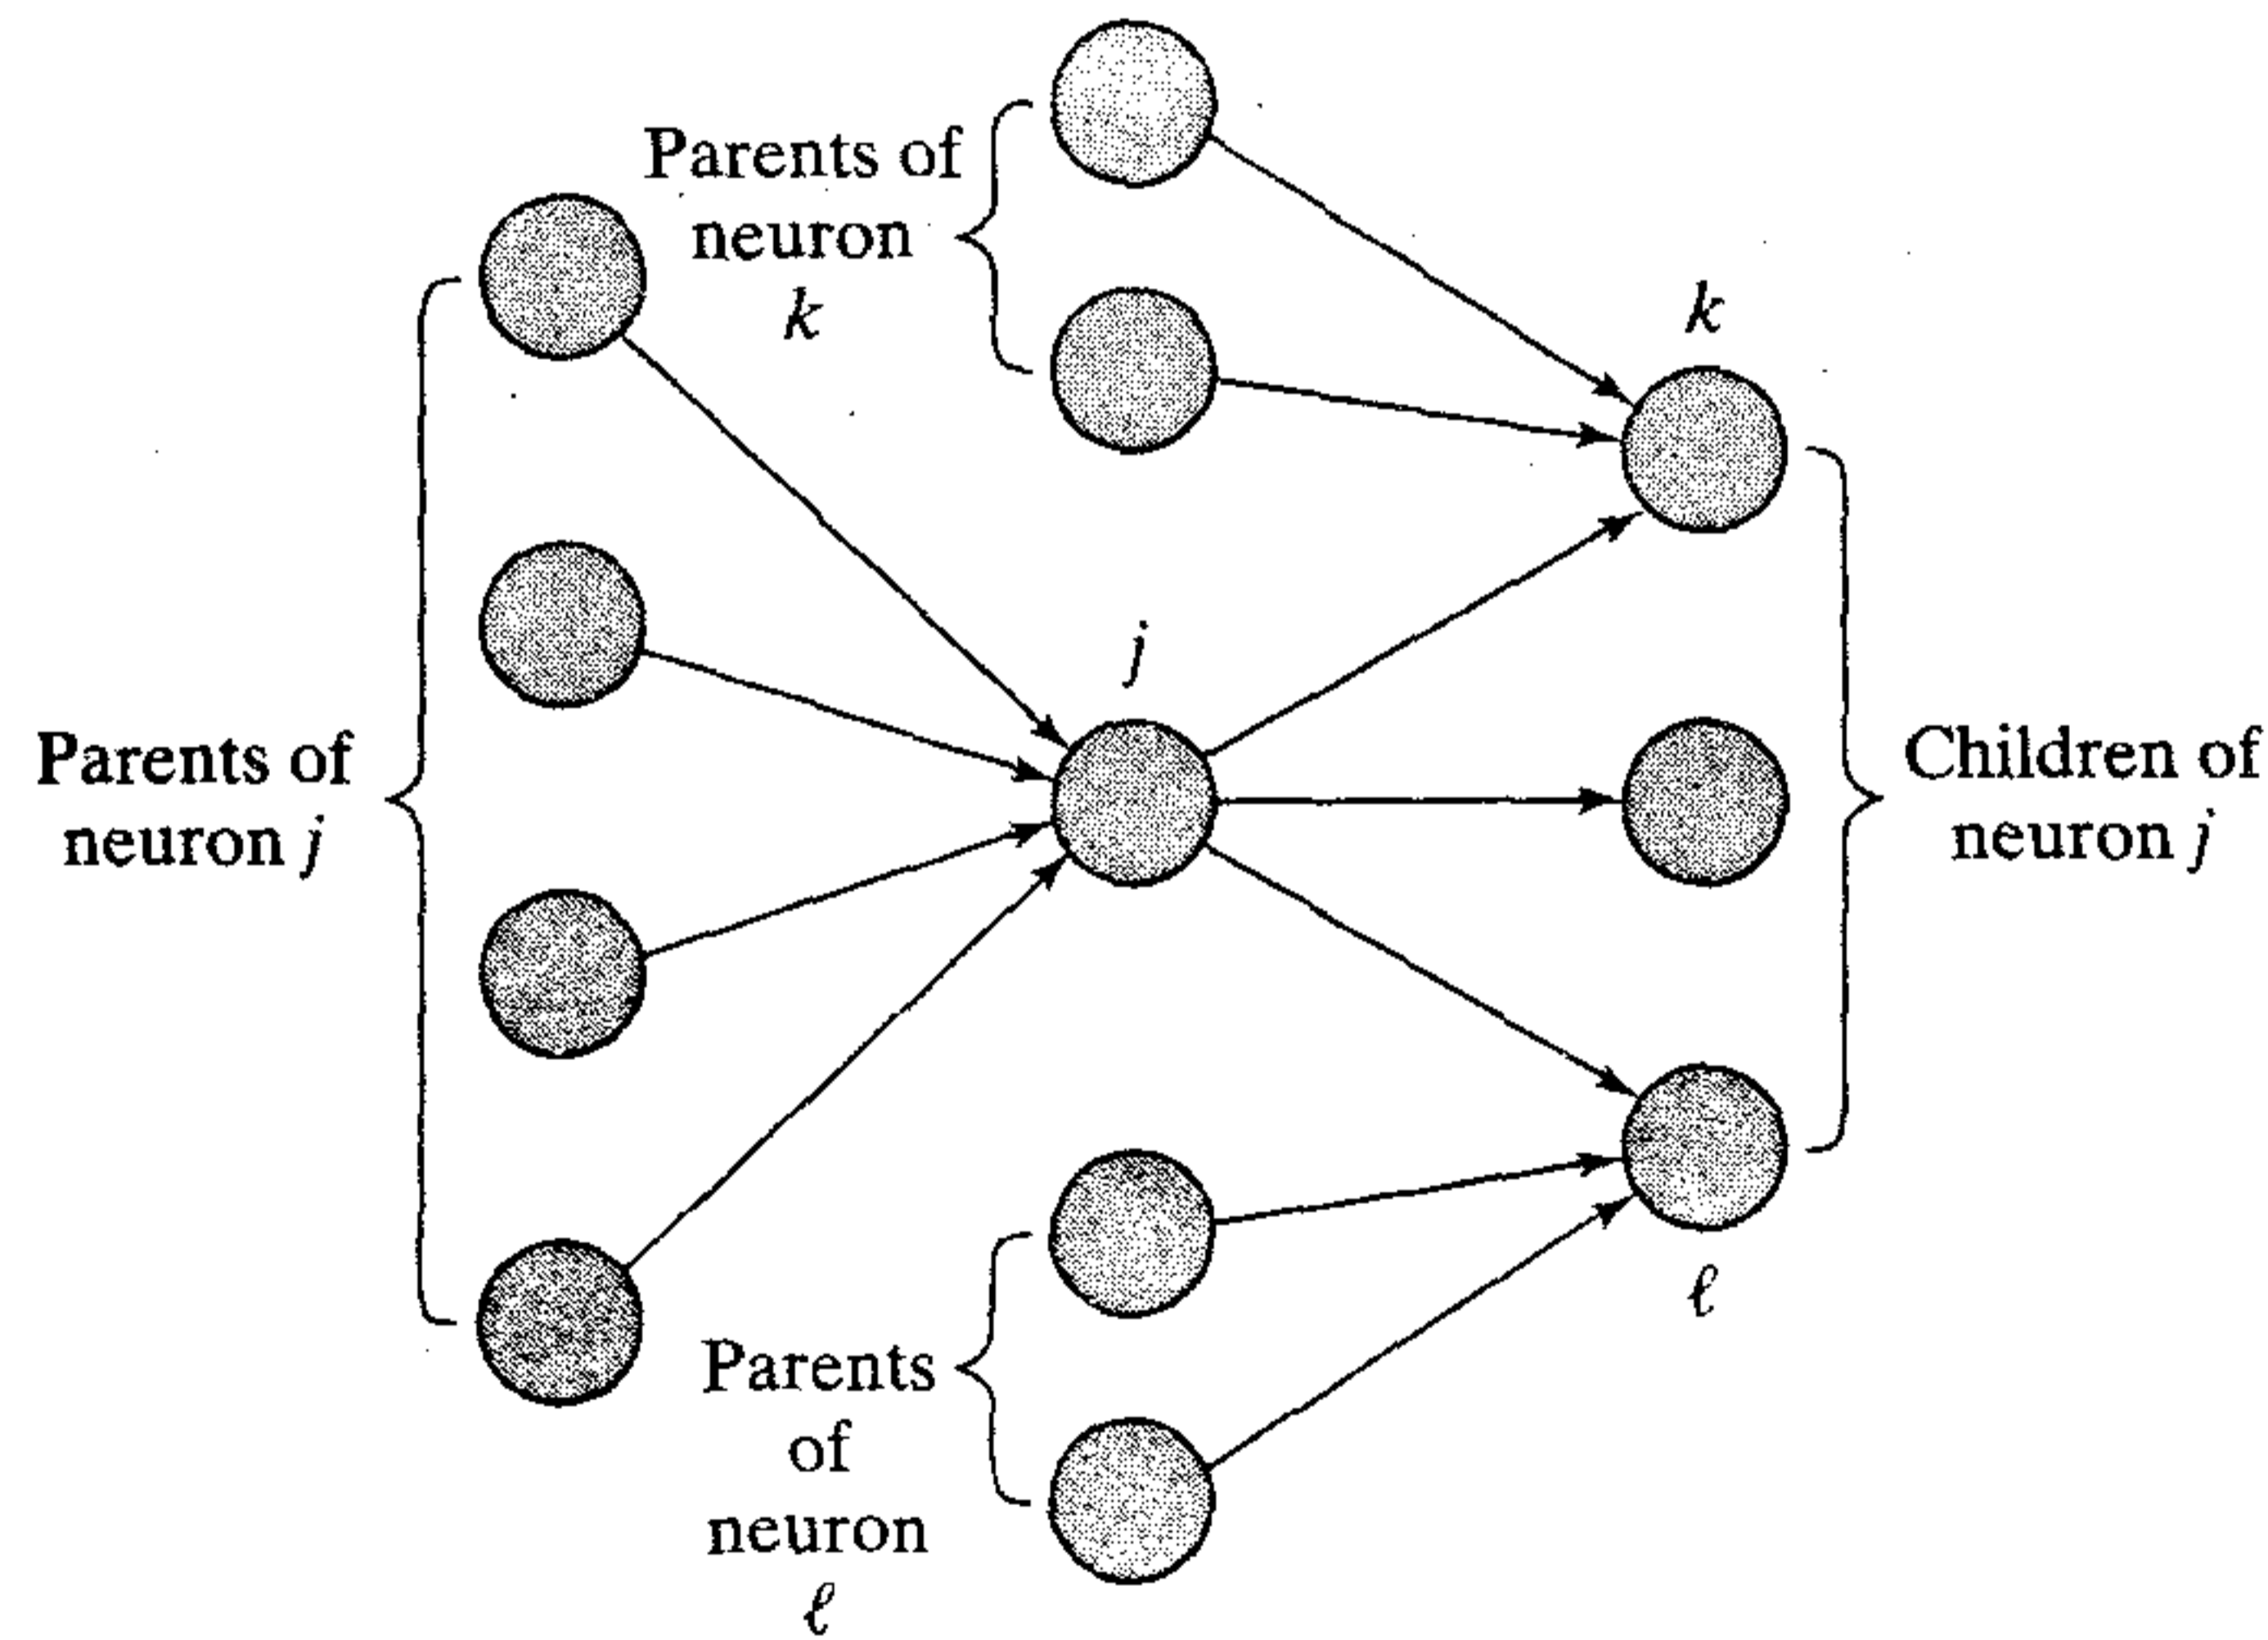 Parents of
neuron
k
k
j
Parents of
neuron j
Children of
neuron j
ℓ
Parents
of
neuron
ℓ